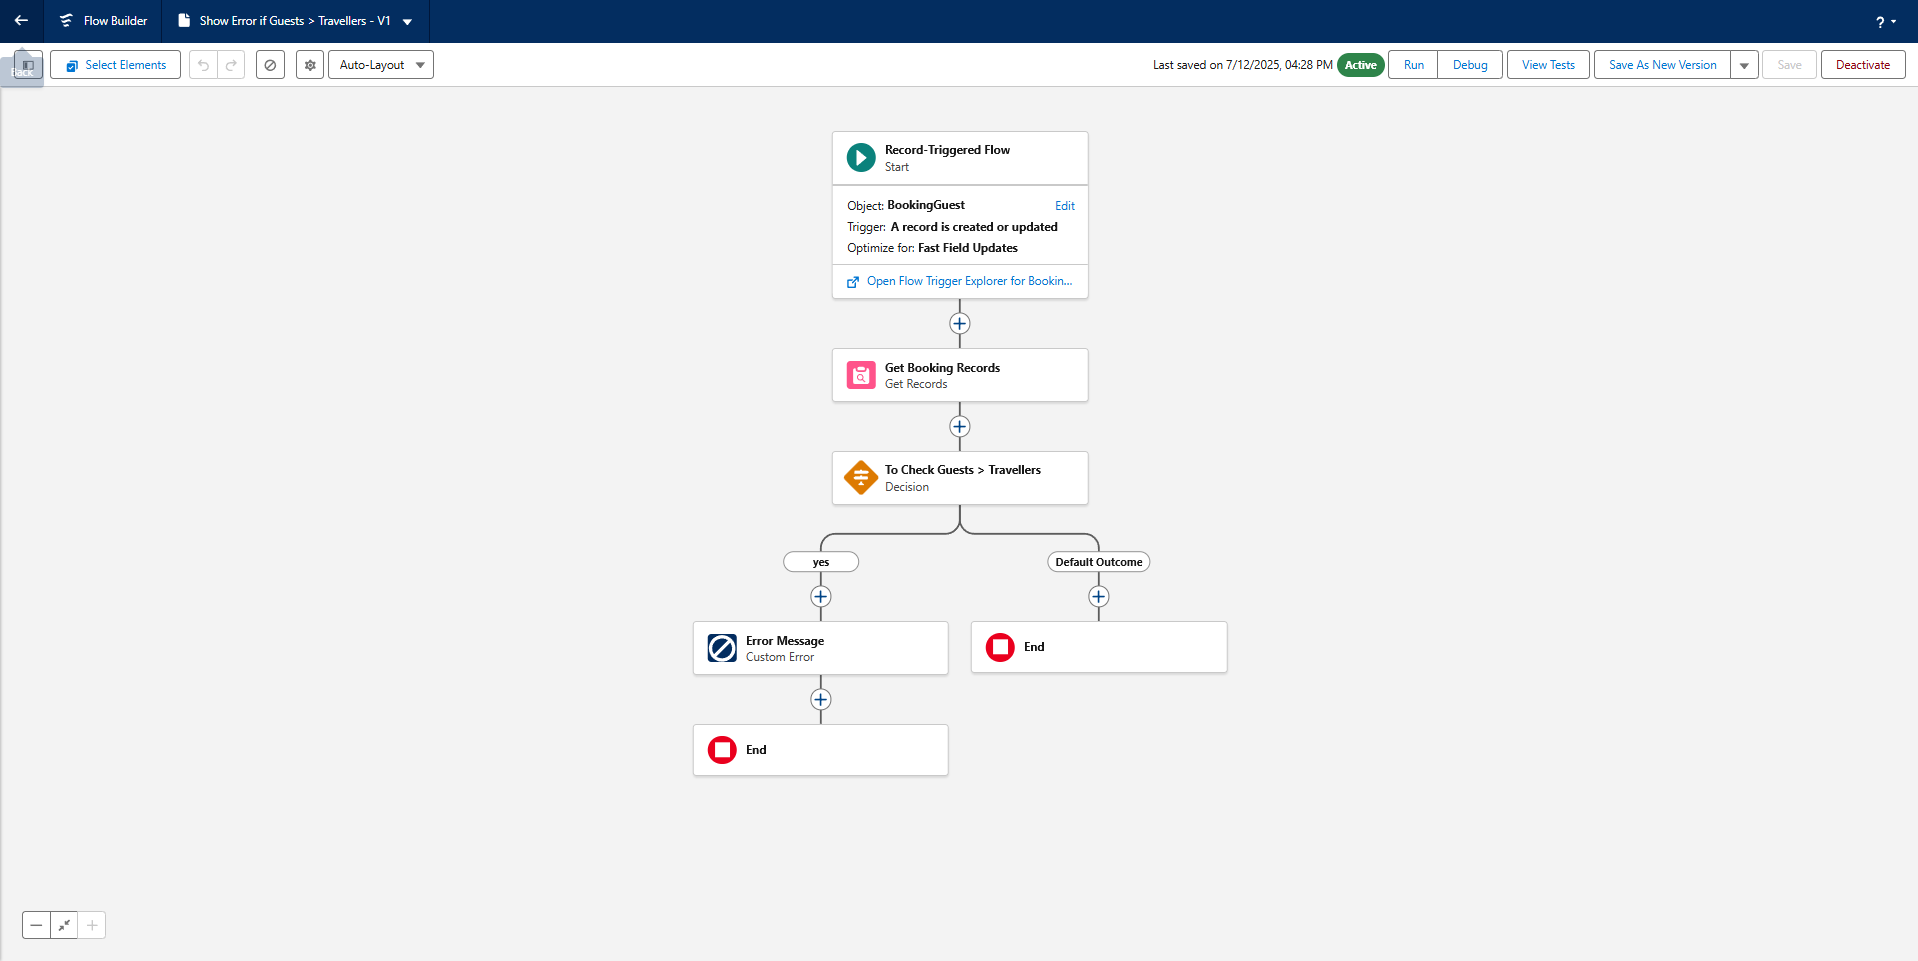 Flow Builder
Show Error if Guests > Travellers - V1
?
Back
Select Elements
Auto-Layout
Last saved on 7/12/2025, 04:28 PM
Active
Run
Debug
View Tests
Save As New Version
Save
Deactivate
Record-Triggered Flow
Start
Object: BookingGuest
Edit
Trigger: A record is created or updated
Optimize for: Fast Field Updates
Open Flow Trigger Explorer for Bookin...
Get Booking Records
Get Records
To Check Guests > Travellers
Decision
yes
Default Outcome
Error Message
Custom Error
End
End